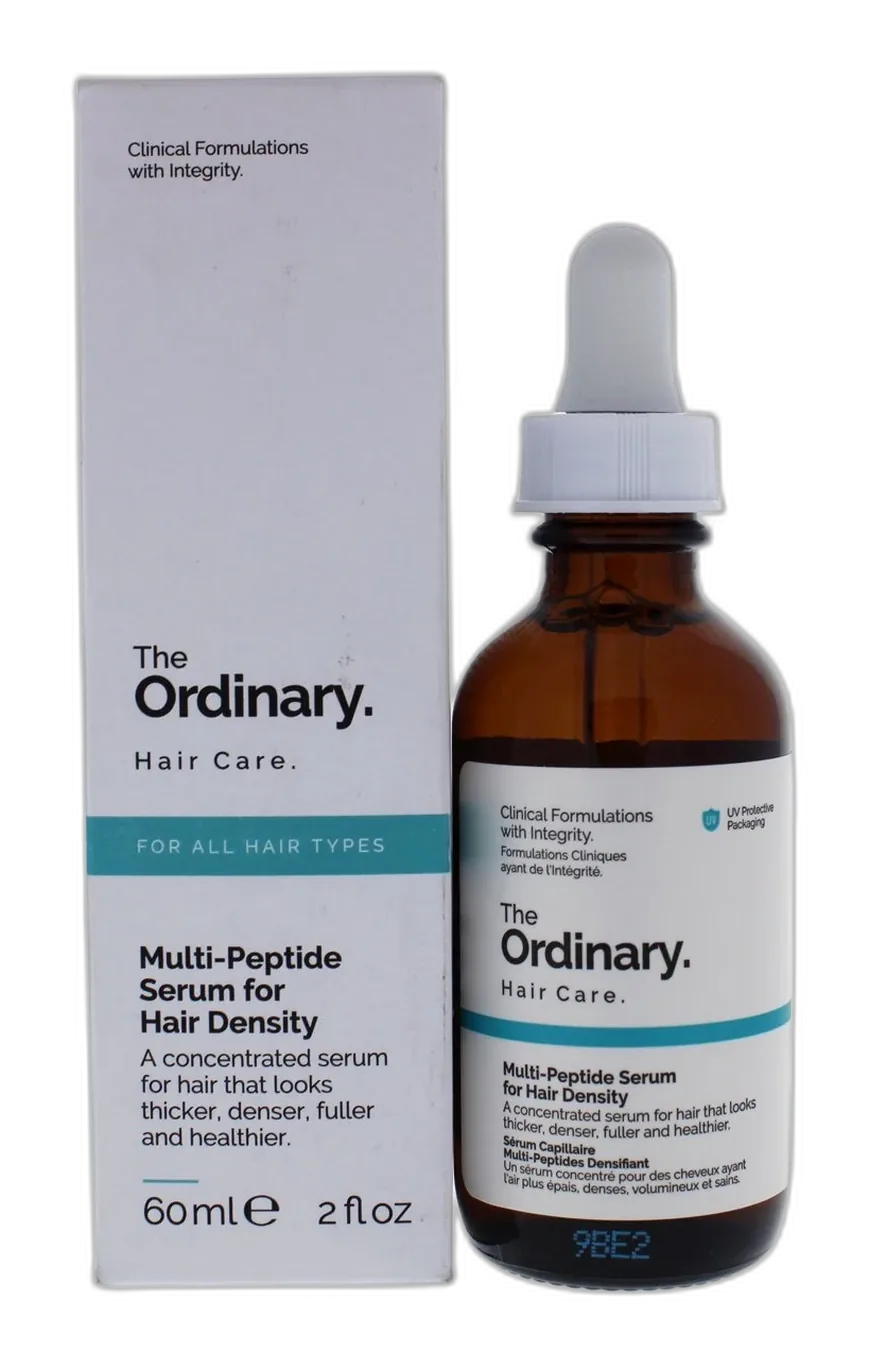 Clinical Formulations
with Integrity.
The
Ordinary.
Hair Care.
FOR ALL HAIR TYPES
Multi-Peptide
Serum for
Hair Density
A concentrated serum
for hair that looks
thicker, denser, fuller
and healthier.
60 ml ℮ 2 fl oz
Clinical Formulations
with Integrity.
Formulations Cliniques
ayant de l'Intégrité.
UV
UV Protective
Packaging
The
Ordinary.
Hair Care.
Multi-Peptide Serum
for Hair Density
A concentrated serum for hair that looks
thicker, denser, fuller and healthier.
Sérum Capillaire
Multi-Peptides Densifiant
Un sérum concentré pour des cheveux ayant
l'air plus épais, denses, volumineux et sains.
9BE2